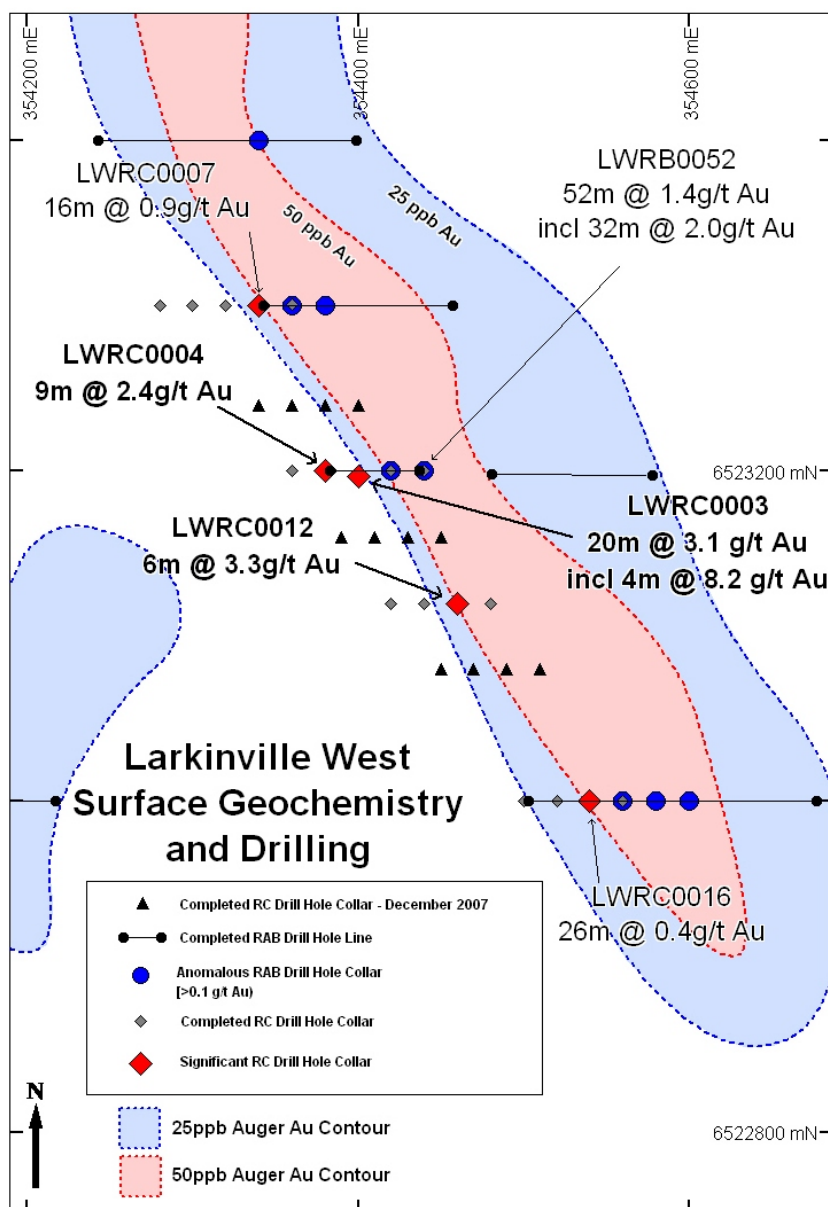 354200 mE
354400 mE
354600 mE
LWRC0007
16m @ 0.9g/t Au
LWRB0052
52m @ 1.4g/t Au
incl 32m @ 2.0g/t Au
25 ppb Au
50 ppb Au
LWRC0004
9m @ 2.4g/t Au
6523200 mN
LWRC0003
20m @ 3.1 g/t Au
incl 4m @ 8.2 g/t Au
LWRC0012
6m @ 3.3g/t Au
Larkinville West
Surface Geochemistry
and Drilling
LWRC0016
26m @ 0.4g/t Au
Completed RC Drill Hole Collar - December 2007
Completed RAB Drill Hole Line
Anomalous RAB Drill Hole Collar
[>0.1 g/t Au)
Completed RC Drill Hole Collar
Significant RC Drill Hole Collar
N
25ppb Auger Au Contour
50ppb Auger Au Contour
6522800 mN